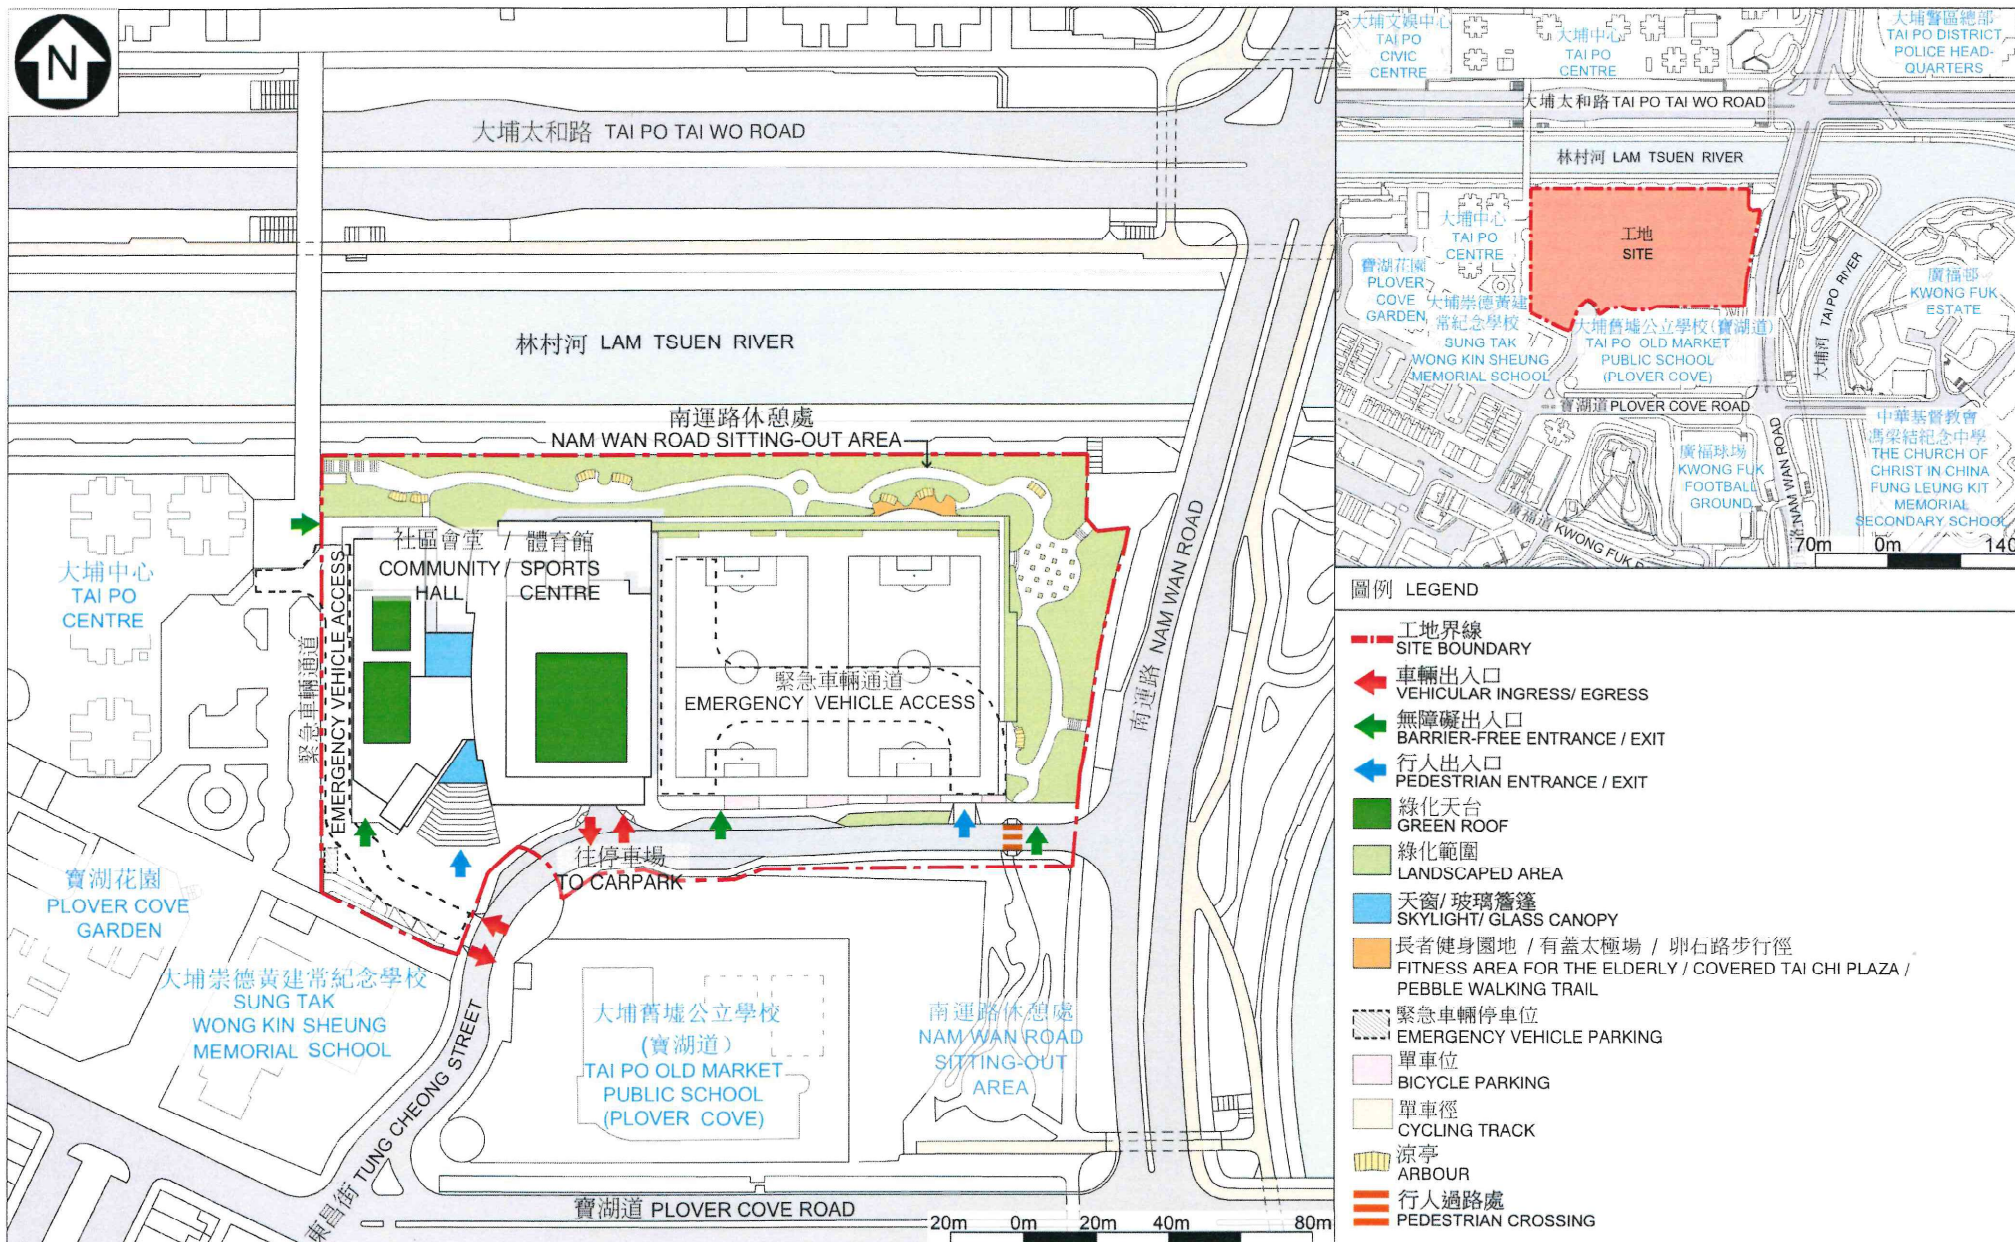 N
大埔太和路 TAI PO TAI WO ROAD
林村河 LAM TSUEN RIVER
南運路休憩處
NAM WAN ROAD SITTING-OUT AREA
社區會堂 / 體育館
COMMUNITY / SPORTS
HALL CENTRE
大埔中心
TAI PO
CENTRE
緊急車輛通道
EMERGENCY VEHICLE ACCESS
緊急車輛通道
EMERGENCY VEHICLE ACCESS
南運路 NAM WAN ROAD
往停車場
TO CARPARK
寶湖花園
PLOVER COVE
GARDEN
大埔崇德黃建常紀念學校
SUNG TAK
WONG KIN SHEUNG
MEMORIAL SCHOOL
東昌街 TUNG CHEONG STREET
大埔舊墟公立學校
(寶湖道)
TAI PO OLD MARKET
PUBLIC SCHOOL
(PLOVER COVE)
南運路休憩處
NAM WAN ROAD
SITTING-OUT
AREA
寶湖道 PLOVER COVE ROAD
20m 0m 20m 40m 80m
大埔文娛中心
TAI PO
CIVIC
CENTRE
大埔中心
TAI PO
CENTRE
大埔警區總部
TAI PO DISTRICT
POLICE HEAD-
QUARTERS
大埔太和路 TAI PO TAI WO ROAD
林村河 LAM TSUEN RIVER
大埔中心
TAI PO
CENTRE
工地
SITE
寶湖花園
PLOVER
COVE
GARDEN
大埔崇德黃建
常紀念學校
SUNG TAK
WONG KIN SHEUNG
MEMORIAL SCHOOL
大埔舊墟公立學校(寶湖道)
TAI PO OLD MARKET
PUBLIC SCHOOL
(PLOVER COVE)
大埔河 TAI PO RIVER
廣福邨
KWONG FUK
ESTATE
寶湖道 PLOVER COVE ROAD
廣福球場
KWONG FUK
FOOTBALL
GROUND
南運路 NAM WAN ROAD
中華基督教會
馮梁結紀念中學
THE CHURCH OF
CHRIST IN CHINA
FUNG LEUNG KIT
MEMORIAL
SECONDARY SCHOOL
廣福道 KWONG FUK R
70m 0m 140
圖例 LEGEND
工地界線
SITE BOUNDARY
車輛出入口
VEHICULAR INGRESS/ EGRESS
無障礙出入口
BARRIER-FREE ENTRANCE / EXIT
行人出入口
PEDESTRIAN ENTRANCE / EXIT
綠化天台
GREEN ROOF
綠化範圍
LANDSCAPED AREA
天窗/ 玻璃簷篷
SKYLIGHT/ GLASS CANOPY
長者健身園地 / 有蓋太極場 / 卵石路步行徑
FITNESS AREA FOR THE ELDERLY / COVERED TAI CHI PLAZA /
PEBBLE WALKING TRAIL
緊急車輛停車位
EMERGENCY VEHICLE PARKING
單車位
BICYCLE PARKING
單車徑
CYCLING TRACK
涼亭
ARBOUR
行人過路處
PEDESTRIAN CROSSING